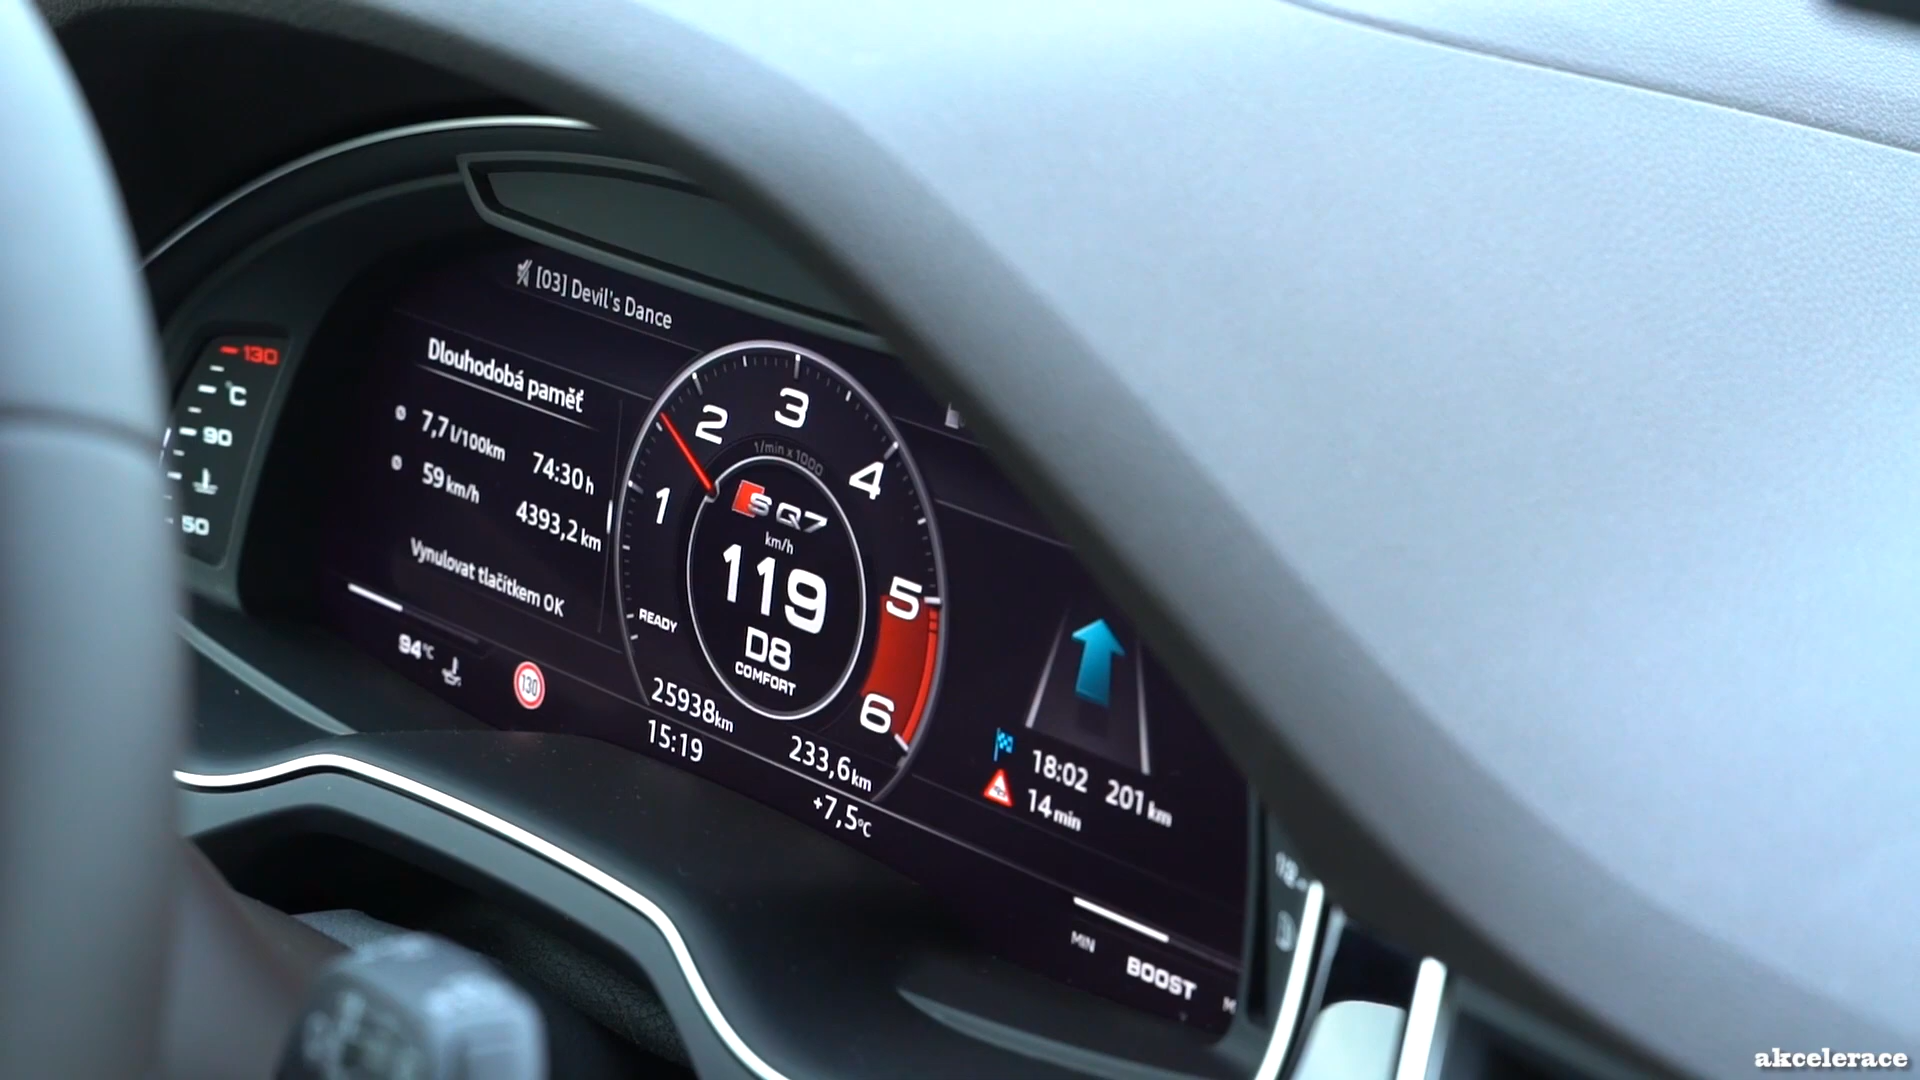 [03] Devil's Dance
130
°C
90
50
Dlouhodobá paměť
7,7 l/100km 74:30 h
59 km/h 4393,2 km
Vynulovat tlačítkem OK
94 °C
130
1 2 3 4 5 6
1/min x 1000
S SQ7
km/h
119
D8
COMFORT
READY
25938 km
15:19
233,6 km
+7,5 °C
18:02 201 km
14 min
MIN
BOOST
akcelerace